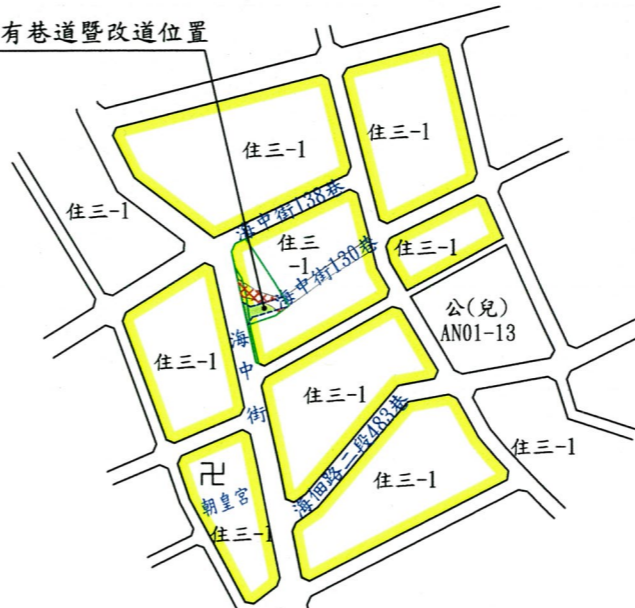 有巷道暨改道位置
住三-1
住三-1
住三-1
海中街138巷
住三
-1
海中街130巷
住三-1
公(兒)
AN01-13
住三-1
海中街
住三-1
海佃路二段483巷
住三-1
住三-1
卍
朝皇宮
住三-1